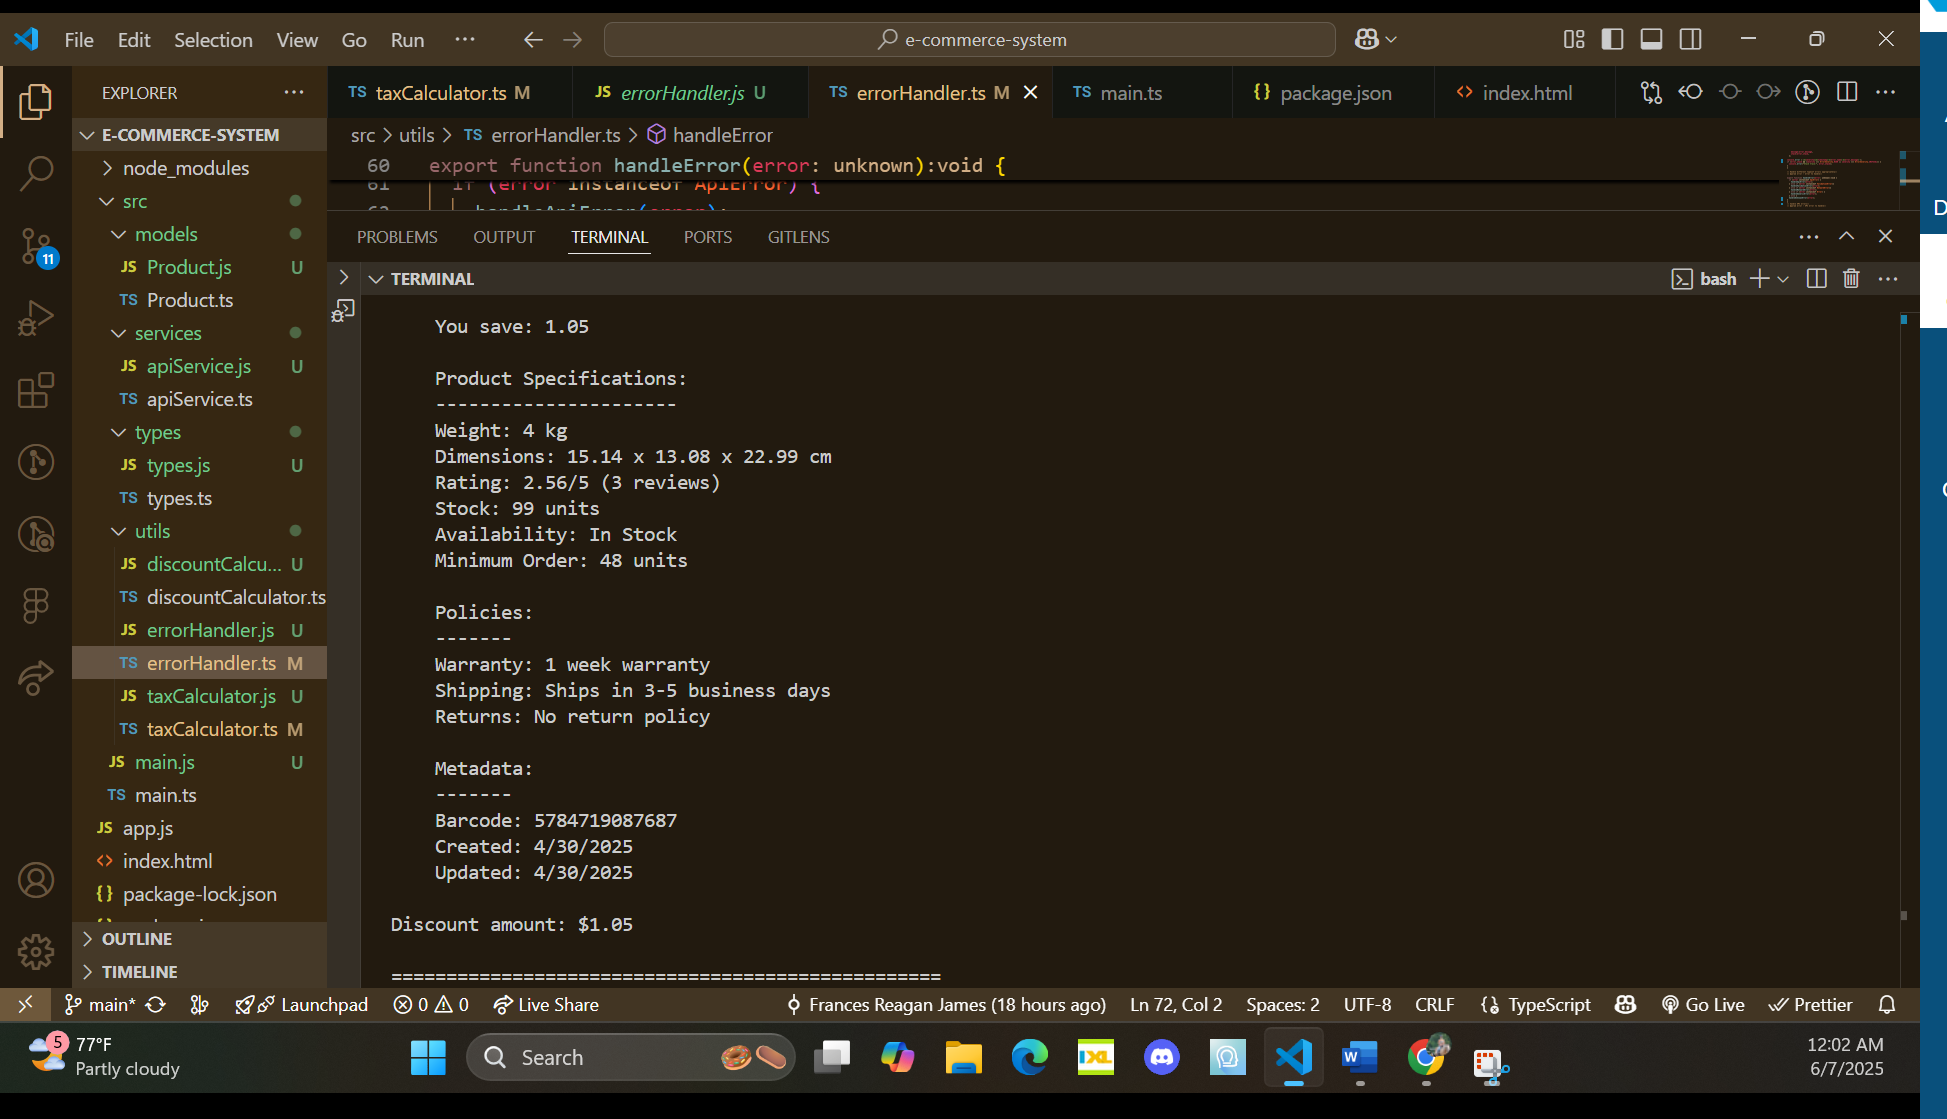 File Edit Selection View Go Run ··· e-commerce-system
EXPLORER ···
E-COMMERCE-SYSTEM
node_modules
src
models
JS Product.js U
TS Product.ts
services
JS apiService.js U
TS apiService.ts
types
JS types.js U
TS types.ts
utils
JS discountCalcu... U
TS discountCalculator.ts
JS errorHandler.js U
TS errorHandler.ts M
JS taxCalculator.js U
TS taxCalculator.ts M
JS main.js U
TS main.ts
JS app.js
<> index.html
{} package-lock.json
OUTLINE
TIMELINE
11
TS taxCalculator.ts M JS errorHandler.js U TS errorHandler.ts M TS main.ts {} package.json <> index.html
src > utils > TS errorHandler.ts > handleError
60 export function handleError(error: unknown):void {
61 if (error instanceof ApiError) {
62 handleApiError(error);
PROBLEMS OUTPUT TERMINAL PORTS GITLENS
TERMINAL
bash
You save: 1.05
Product Specifications:
----------------------
Weight: 4 kg
Dimensions: 15.14 x 13.08 x 22.99 cm
Rating: 2.56/5 (3 reviews)
Stock: 99 units
Availability: In Stock
Minimum Order: 48 units
Policies:
-------
Warranty: 1 week warranty
Shipping: Ships in 3-5 business days
Returns: No return policy
Metadata:
-------
Barcode: 5784719087687
Created: 4/30/2025
Updated: 4/30/2025
Discount amount: $1.05
==================================================
main* Launchpad 0 0 Live Share Frances Reagan James (18 hours ago) Ln 72, Col 2 Spaces: 2 UTF-8 CRLF {} TypeScript Go Live Prettier
5
77°F
Partly cloudy
Search
IXL
W
12:02 AM
6/7/2025